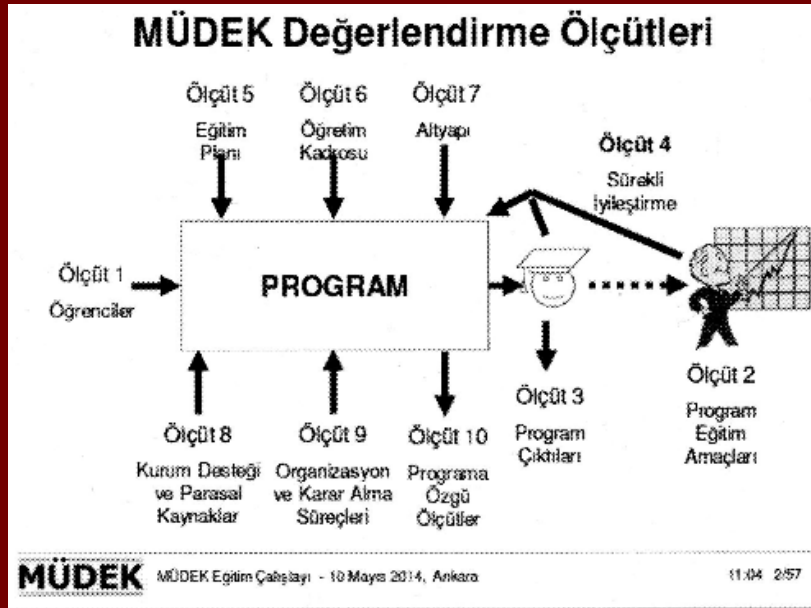 MÜDEK Değerlendirme Ölçütleri
Ölçüt 5
Eğitim
Planı
Ölçüt 6
Öğretim
Kadrosu
Ölçüt 7
Altyapı
Ölçüt 4
Sürekli
İyileştirme
Ölçüt 1
Öğrenciler
PROGRAM
Ölçüt 3
Program
Çıktıları
Ölçüt 2
Program
Eğitim
Amaçları
Ölçüt 8
Kurum Desteği
ve Parasal
Kaynaklar
Ölçüt 9
Organizasyon
ve Karar Alma
Süreçleri
Ölçüt 10
Programa
Özgü
Ölçütler
MÜDEK MÜDEK Eğitim Çalıştayı - 10 Mayıs 2014, Ankara 11:04 2/57